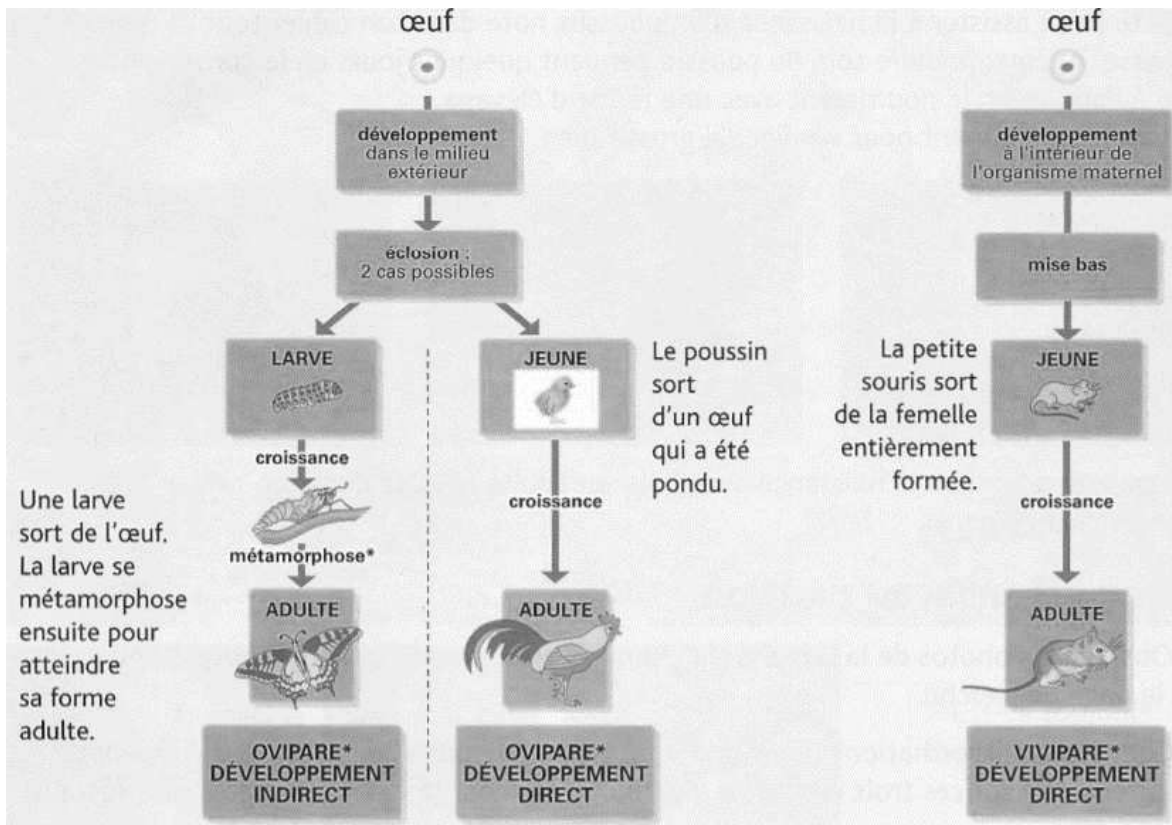 œuf
développement
dans le milieu
extérieur
éclosion :
2 cas possibles
LARVE
croissance
métamorphose*
ADULTE
OVIPARE*
DÉVELOPPEMENT
INDIRECT
Une larve
sort de l'œuf.
La larve se
métamorphose
ensuite pour
atteindre
sa forme
adulte.
JEUNE
croissance
ADULTE
OVIPARE*
DÉVELOPPEMENT
DIRECT
Le poussin
sort
d'un œuf
qui a été
pondu.
œuf
développement
à l'intérieur de
l'organisme maternel
mise bas
JEUNE
croissance
ADULTE
VIVIPARE*
DÉVELOPPEMENT
DIRECT
La petite
souris sort
de la femelle
entièrement
formée.